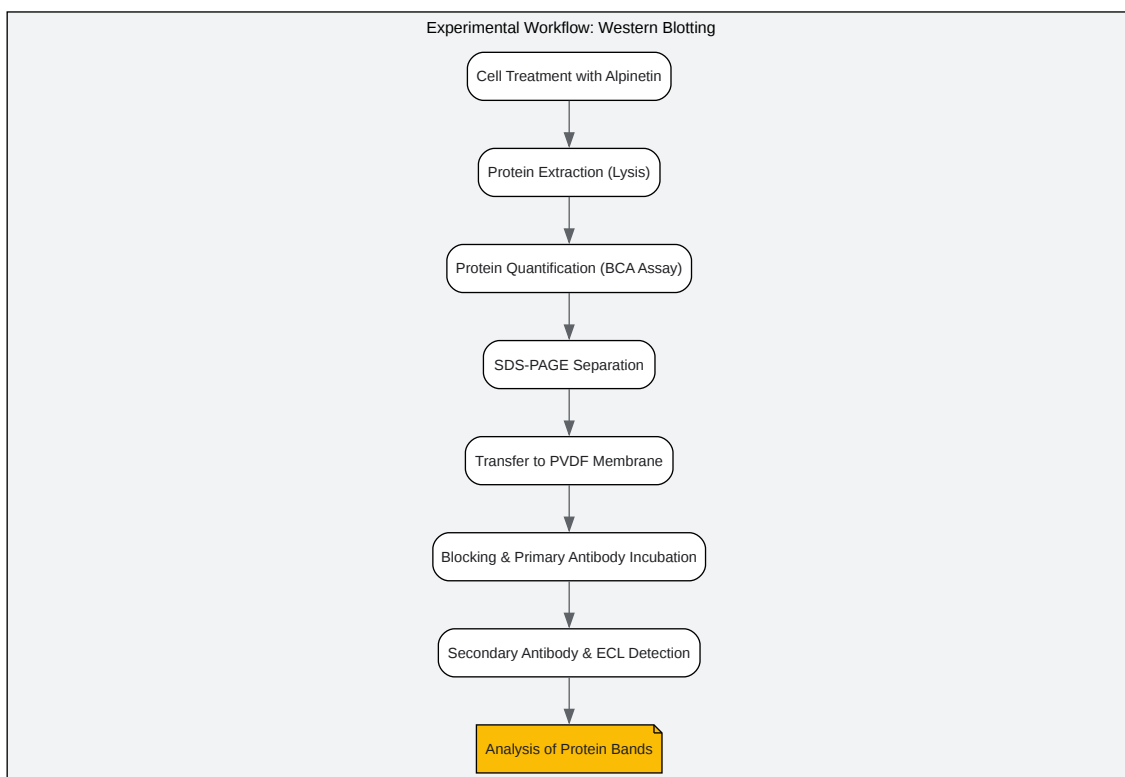 Experimental Workflow: Western Blotting
Cell Treatment with Alpinetin
Protein Extraction (Lysis)
Protein Quantification (BCA Assay)
SDS-PAGE Separation
Transfer to PVDF Membrane
Blocking & Primary Antibody Incubation
Secondary Antibody & ECL Detection
Analysis of Protein Bands